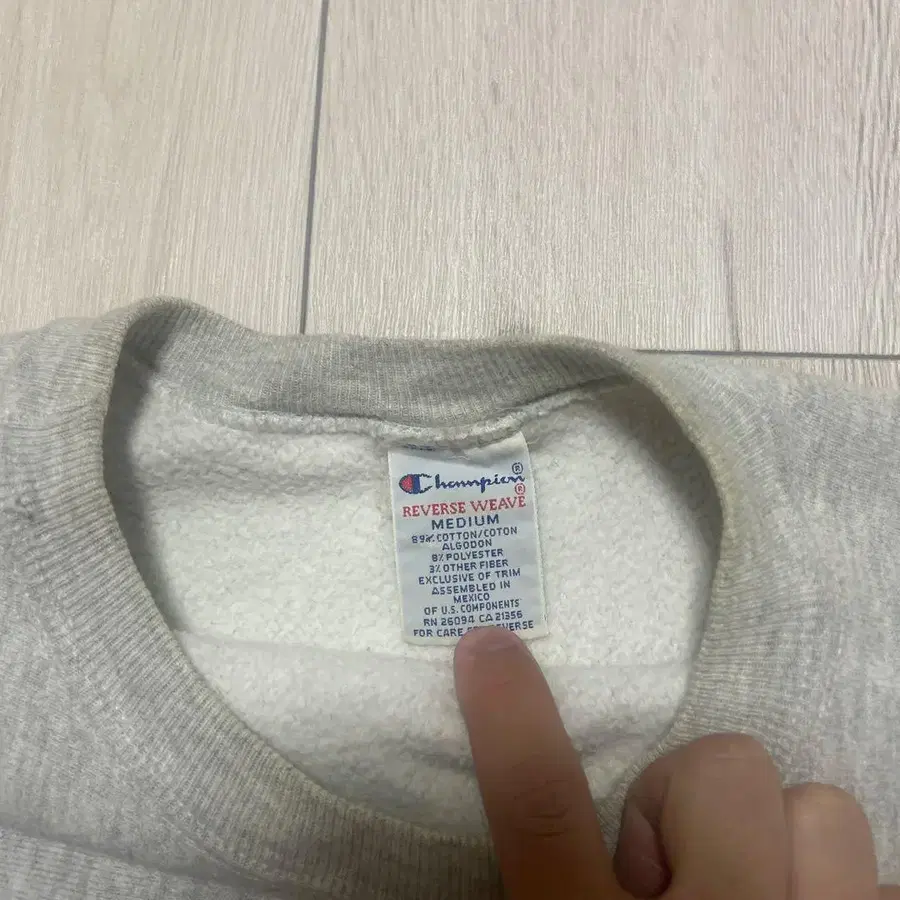 Champion®
REVERSE WEAVE®
MEDIUM
89% COTTON/COTON
ALGODON
8% POLYESTER
3% OTHER FIBER
EXCLUSIVE OF TRIM
ASSEMBLED IN
MEXICO
OF U.S. COMPONENTS
RN 26094 CA 21356
FOR CARE